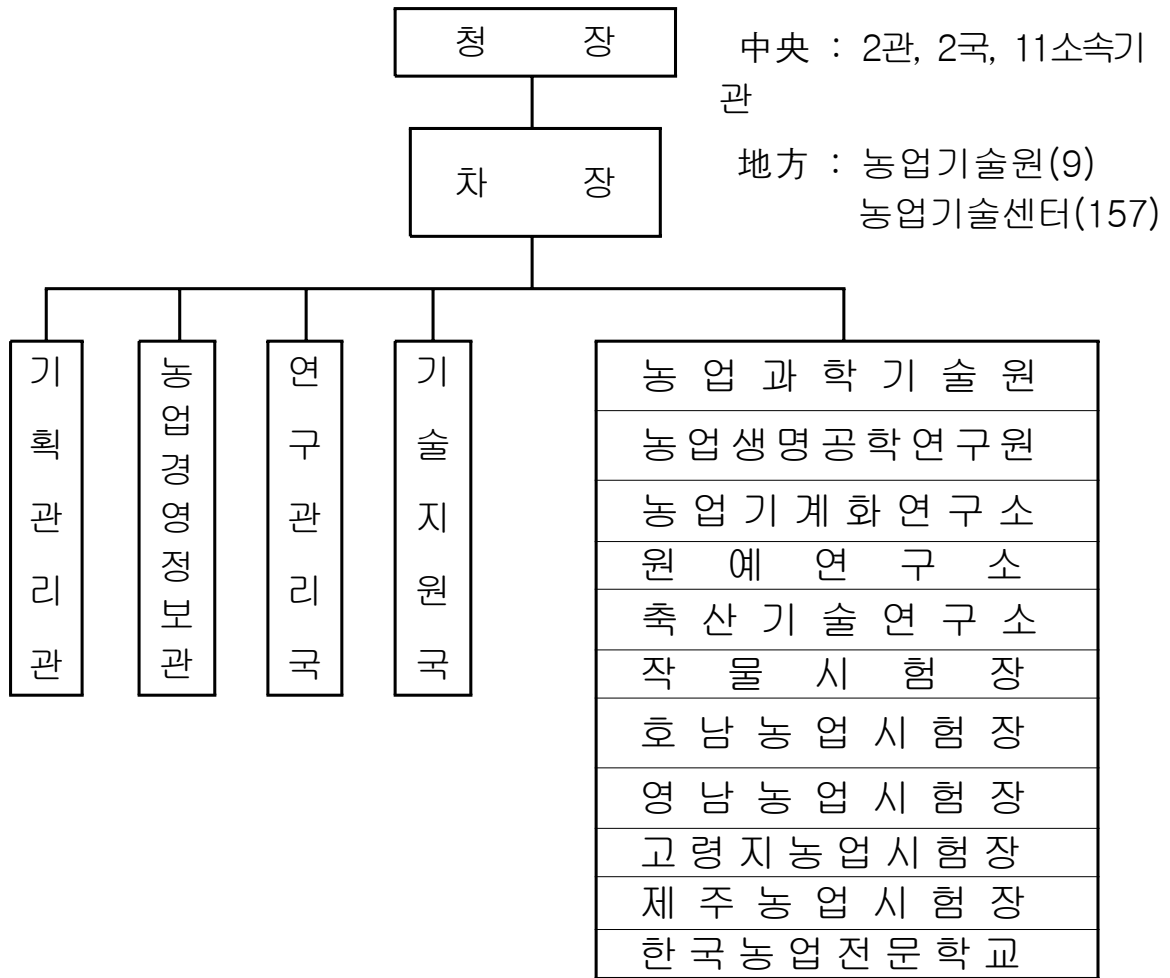 청 장
中央 : 2관, 2국, 11소속기
관
차 장
地方 : 농업기술원(9)
농업기술센터(157)
기획관리관
농업경영정보관
연구관리국
기술지원국
농업과학기술원
농업생명공학연구원
농업기계화연구소
원예연구소
축산기술연구소
작물시험장
호남농업시험장
영남농업시험장
고령지농업시험장
제주농업시험장
한국농업전문학교